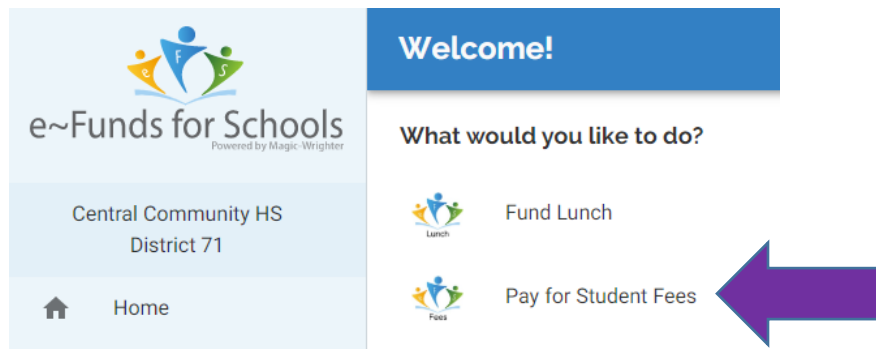 e F S
e~Funds for Schools
Powered by Magic-Wrighter
Central Community HS
District 71
Home
Welcome!
What would you like to do?
Lunch
Fund Lunch
Fees
Pay for Student Fees